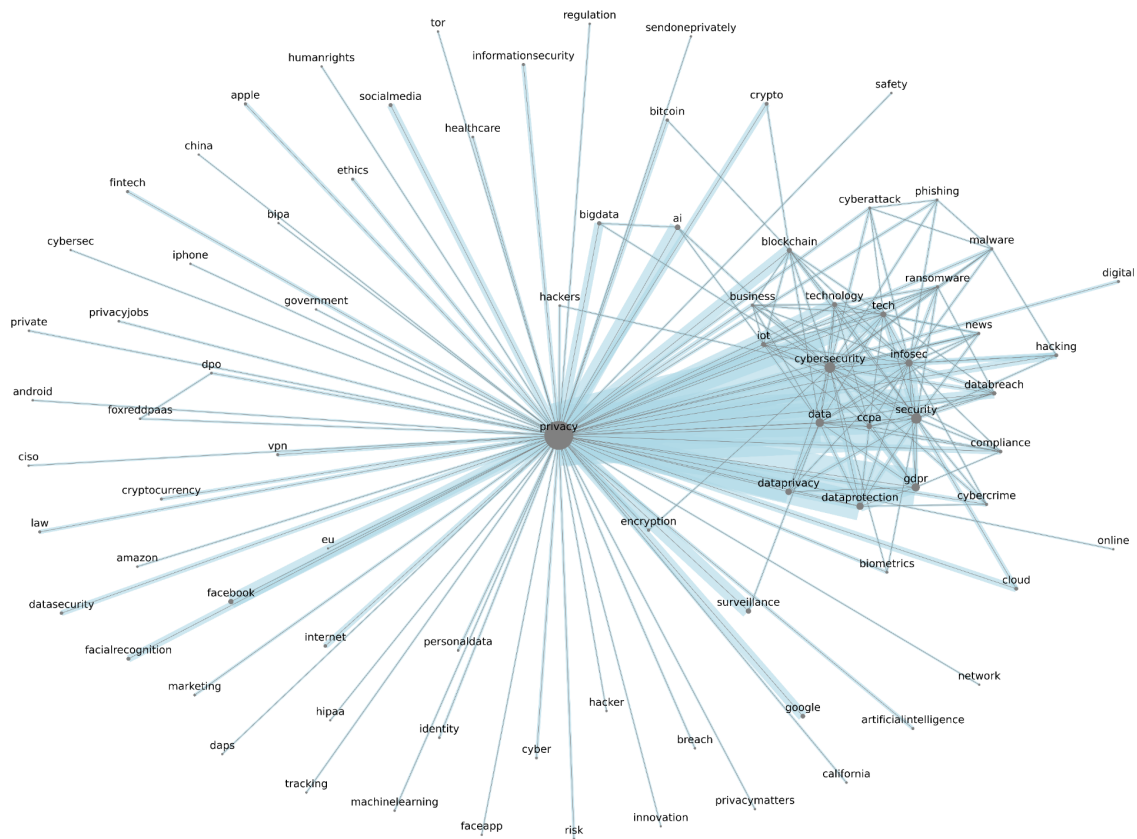 regulation
tor
sendoneprivately
humanrights
informationsecurity
safety
apple
socialmedia
crypto
bitcoin
healthcare
china
ethics
fintech
phishing
cyberattack
bipa
bigdata
ai
malware
blockchain
cybersec
iphone
digital
ransomware
government
hackers
business
technology
tech
privacyjobs
private
news
iot
hacking
cybersecurity
infosec
dpo
databreach
android
foxreddpaas
data
ccpa
security
privacy
compliance
vpn
ciso
dataprivacy
gdpr
cryptocurrency
dataprotection
cybercrime
law
encryption
eu
online
amazon
biometrics
facebook
cloud
datasecurity
surveillance
internet
personaldata
facialrecognition
network
marketing
hacker
google
hipaa
artificialintelligence
identity
daps
cyber
breach
california
tracking
machinelearning
privacymatters
innovation
faceapp
risk